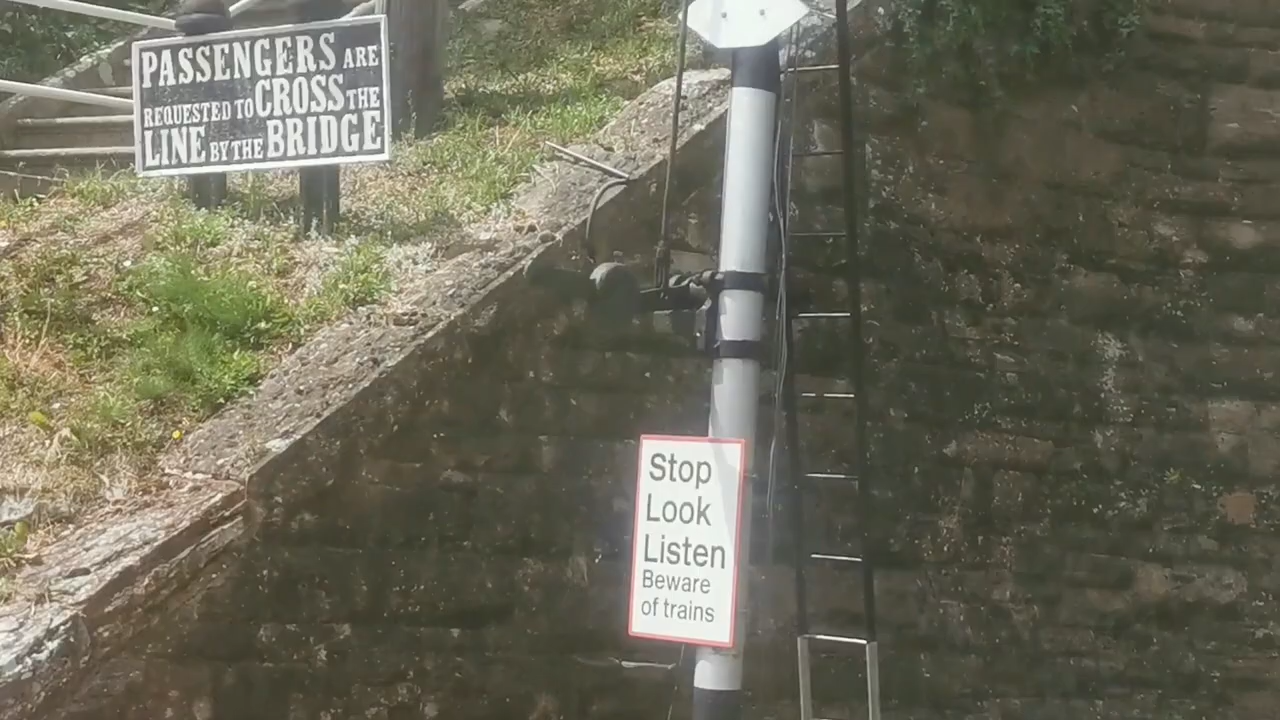 PASSENGERS ARE
REQUESTED TO CROSS THE
LINE BY THE BRIDGE
Stop
Look
Listen
Beware
of trains